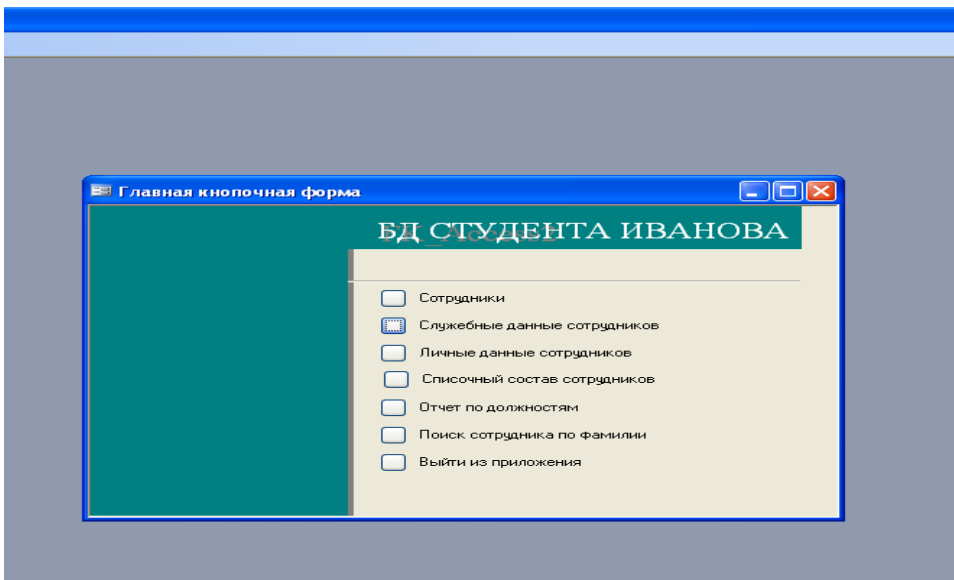 Главная кнопочная форма
БД СТУДЕНТА ИВАНОВА
Сотрудники
Служебные данные сотрудников
Личные данные сотрудников
Списочный состав сотрудников
Отчет по должностям
Поиск сотрудника по фамилии
Выйти из приложения